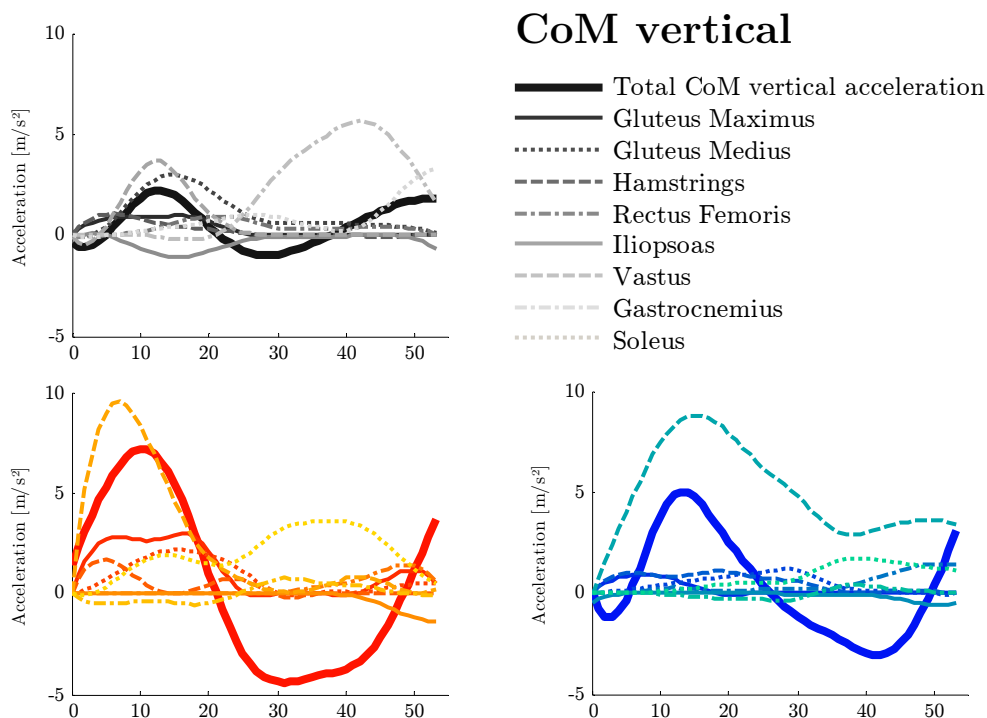 CoM vertical
Total CoM vertical acceleration
Gluteus Maximus
Gluteus Medius
Hamstrings
Rectus Femoris
Iliopsoas
Vastus
Gastrocnemius
Soleus
Acceleration [m/s²]
10
5
0
-5
0 10 20 30 40 50
Acceleration [m/s²]
10
5
0
-5
0 10 20 30 40 50
Acceleration [m/s²]
10
5
0
-5
0 10 20 30 40 50